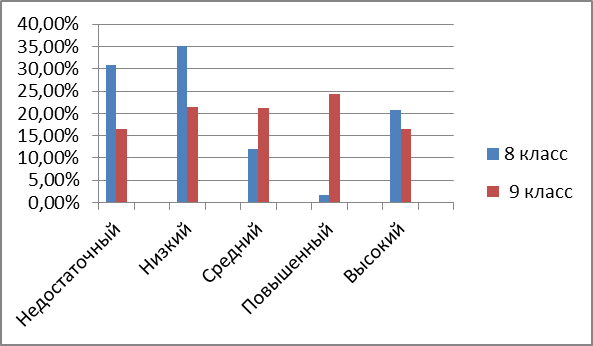 40,00%
35,00%
30,00%
25,00%
20,00%
15,00%
10,00%
5,00%
0,00%
Недостаточный
Низкий
Средний
Повышенный
Высокий
8 класс
9 класс